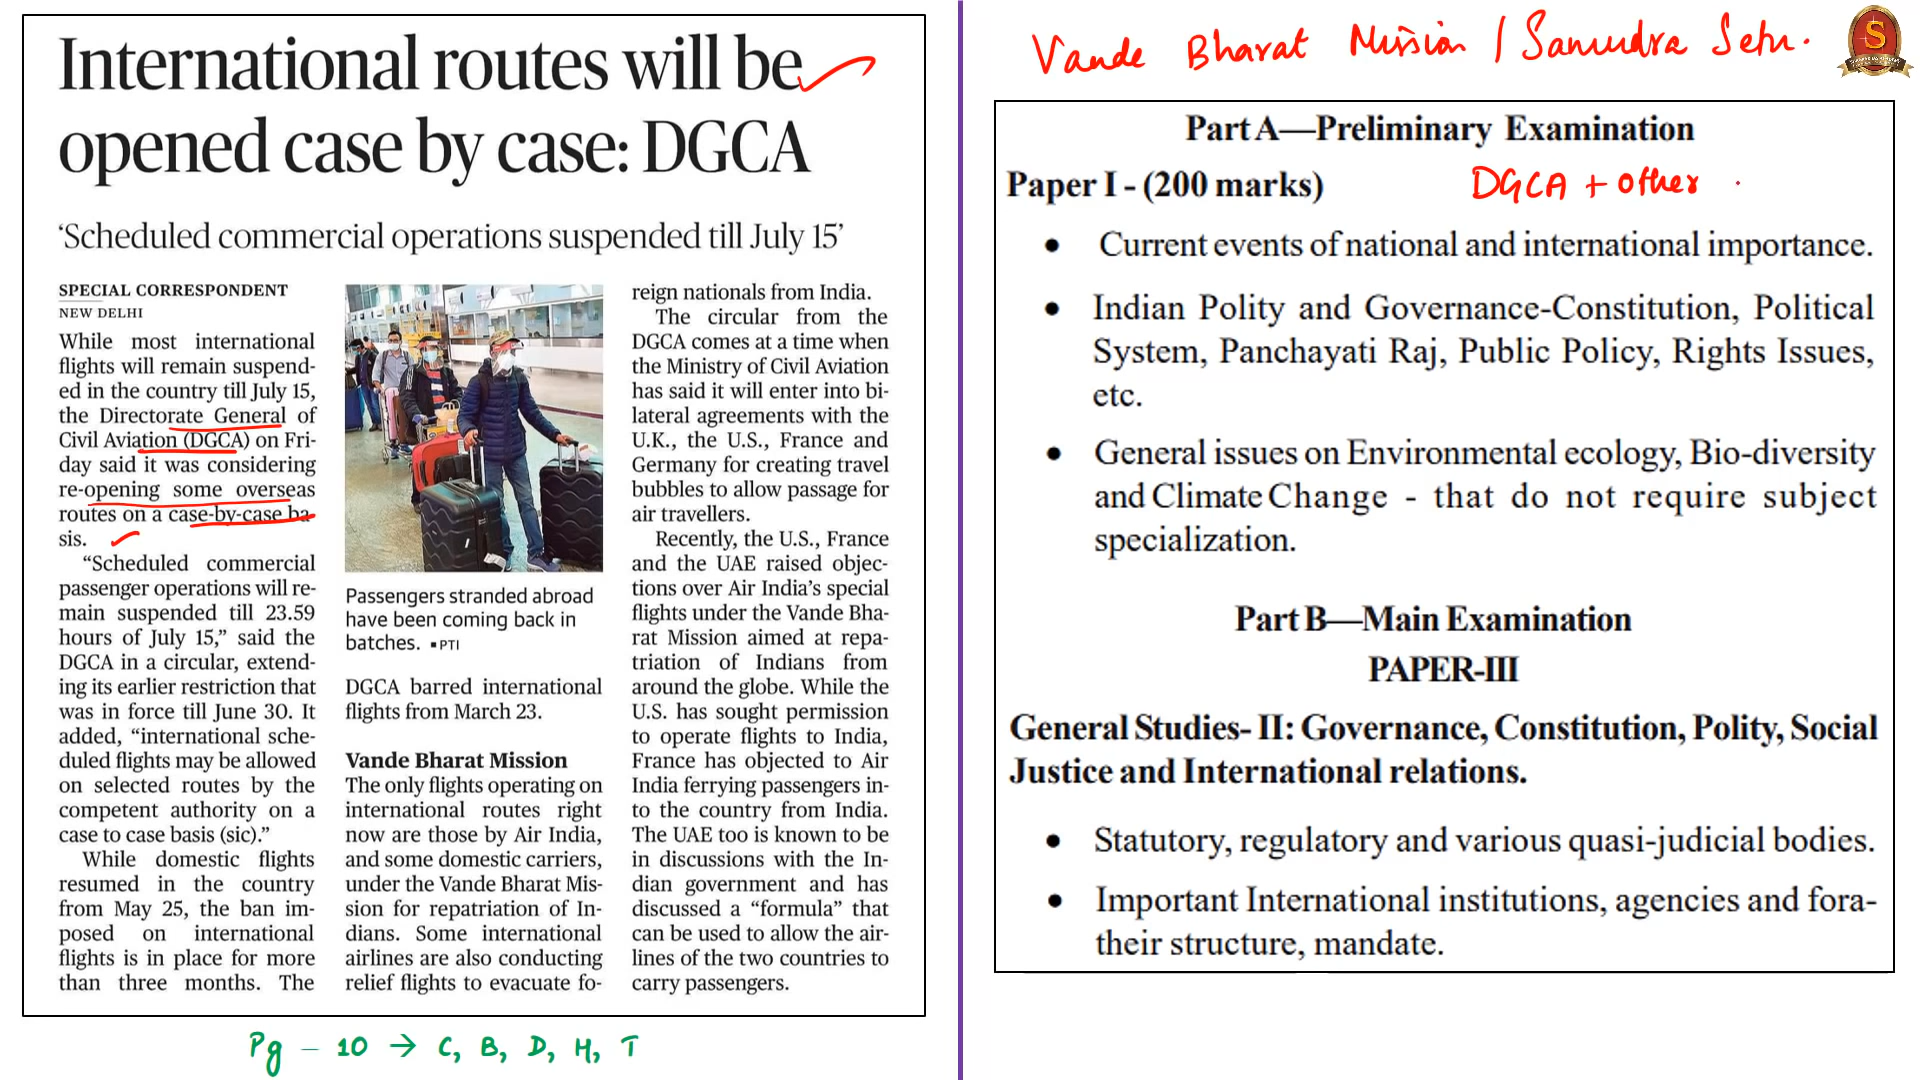 International routes will be
opened case by case: DGCA
‘Scheduled commercial operations suspended till July 15’
SPECIAL CORRESPONDENT
NEW DELHI
While most international
flights will remain suspend-
ed in the country till July 15,
the Directorate General of
Civil Aviation (DGCA) on Fri-
day said it was considering
re-opening some overseas
routes on a case-by-case ba-
sis.
“Scheduled commercial
passenger operations will re-
main suspended till 23.59
hours of July 15,” said the
DGCA in a circular, extend-
ing its earlier restriction that
was in force till June 30. It
added, “international sche-
duled flights may be allowed
on selected routes by the
competent authority on a
case to case basis (sic).”
While domestic flights
resumed in the country
from May 25, the ban im-
posed on international
flights is in place for more
than three months. The
Passengers stranded abroad
have been coming back in
batches. ▪PTI
DGCA barred international
flights from March 23.
Vande Bharat Mission
The only flights operating on
international routes right
now are those by Air India,
and some domestic carriers,
under the Vande Bharat Mis-
sion for repatriation of In-
dians. Some international
airlines are also conducting
relief flights to evacuate fo-
reign nationals from India.
The circular from the
DGCA comes at a time when
the Ministry of Civil Aviation
has said it will enter into bi-
lateral agreements with the
U.K., the U.S., France and
Germany for creating travel
bubbles to allow passage for
air travellers.
Recently, the U.S., France
and the UAE raised objec-
tions over Air India’s special
flights under the Vande Bha-
rat Mission aimed at repa-
triation of Indians from
around the globe. While the
U.S. has sought permission
to operate flights to India,
France has objected to Air
India ferrying passengers in-
to the country from India.
The UAE too is known to be
in discussions with the In-
dian government and has
discussed a “formula” that
can be used to allow the air-
lines of the two countries to
carry passengers.
Pg - 10 → C, B, D, H, T
Vande Bharat Mission / Samudra Setu.
S
Part A—Preliminary Examination
Paper I - (200 marks)
DGCA + other
• Current events of national and international importance.
• Indian Polity and Governance-Constitution, Political
System, Panchayati Raj, Public Policy, Rights Issues,
etc.
• General issues on Environmental ecology, Bio-diversity
and Climate Change - that do not require subject
specialization.
Part B—Main Examination
PAPER-III
General Studies- II: Governance, Constitution, Polity, Social
Justice and International relations.
• Statutory, regulatory and various quasi-judicial bodies.
• Important International institutions, agencies and fora-
their structure, mandate.